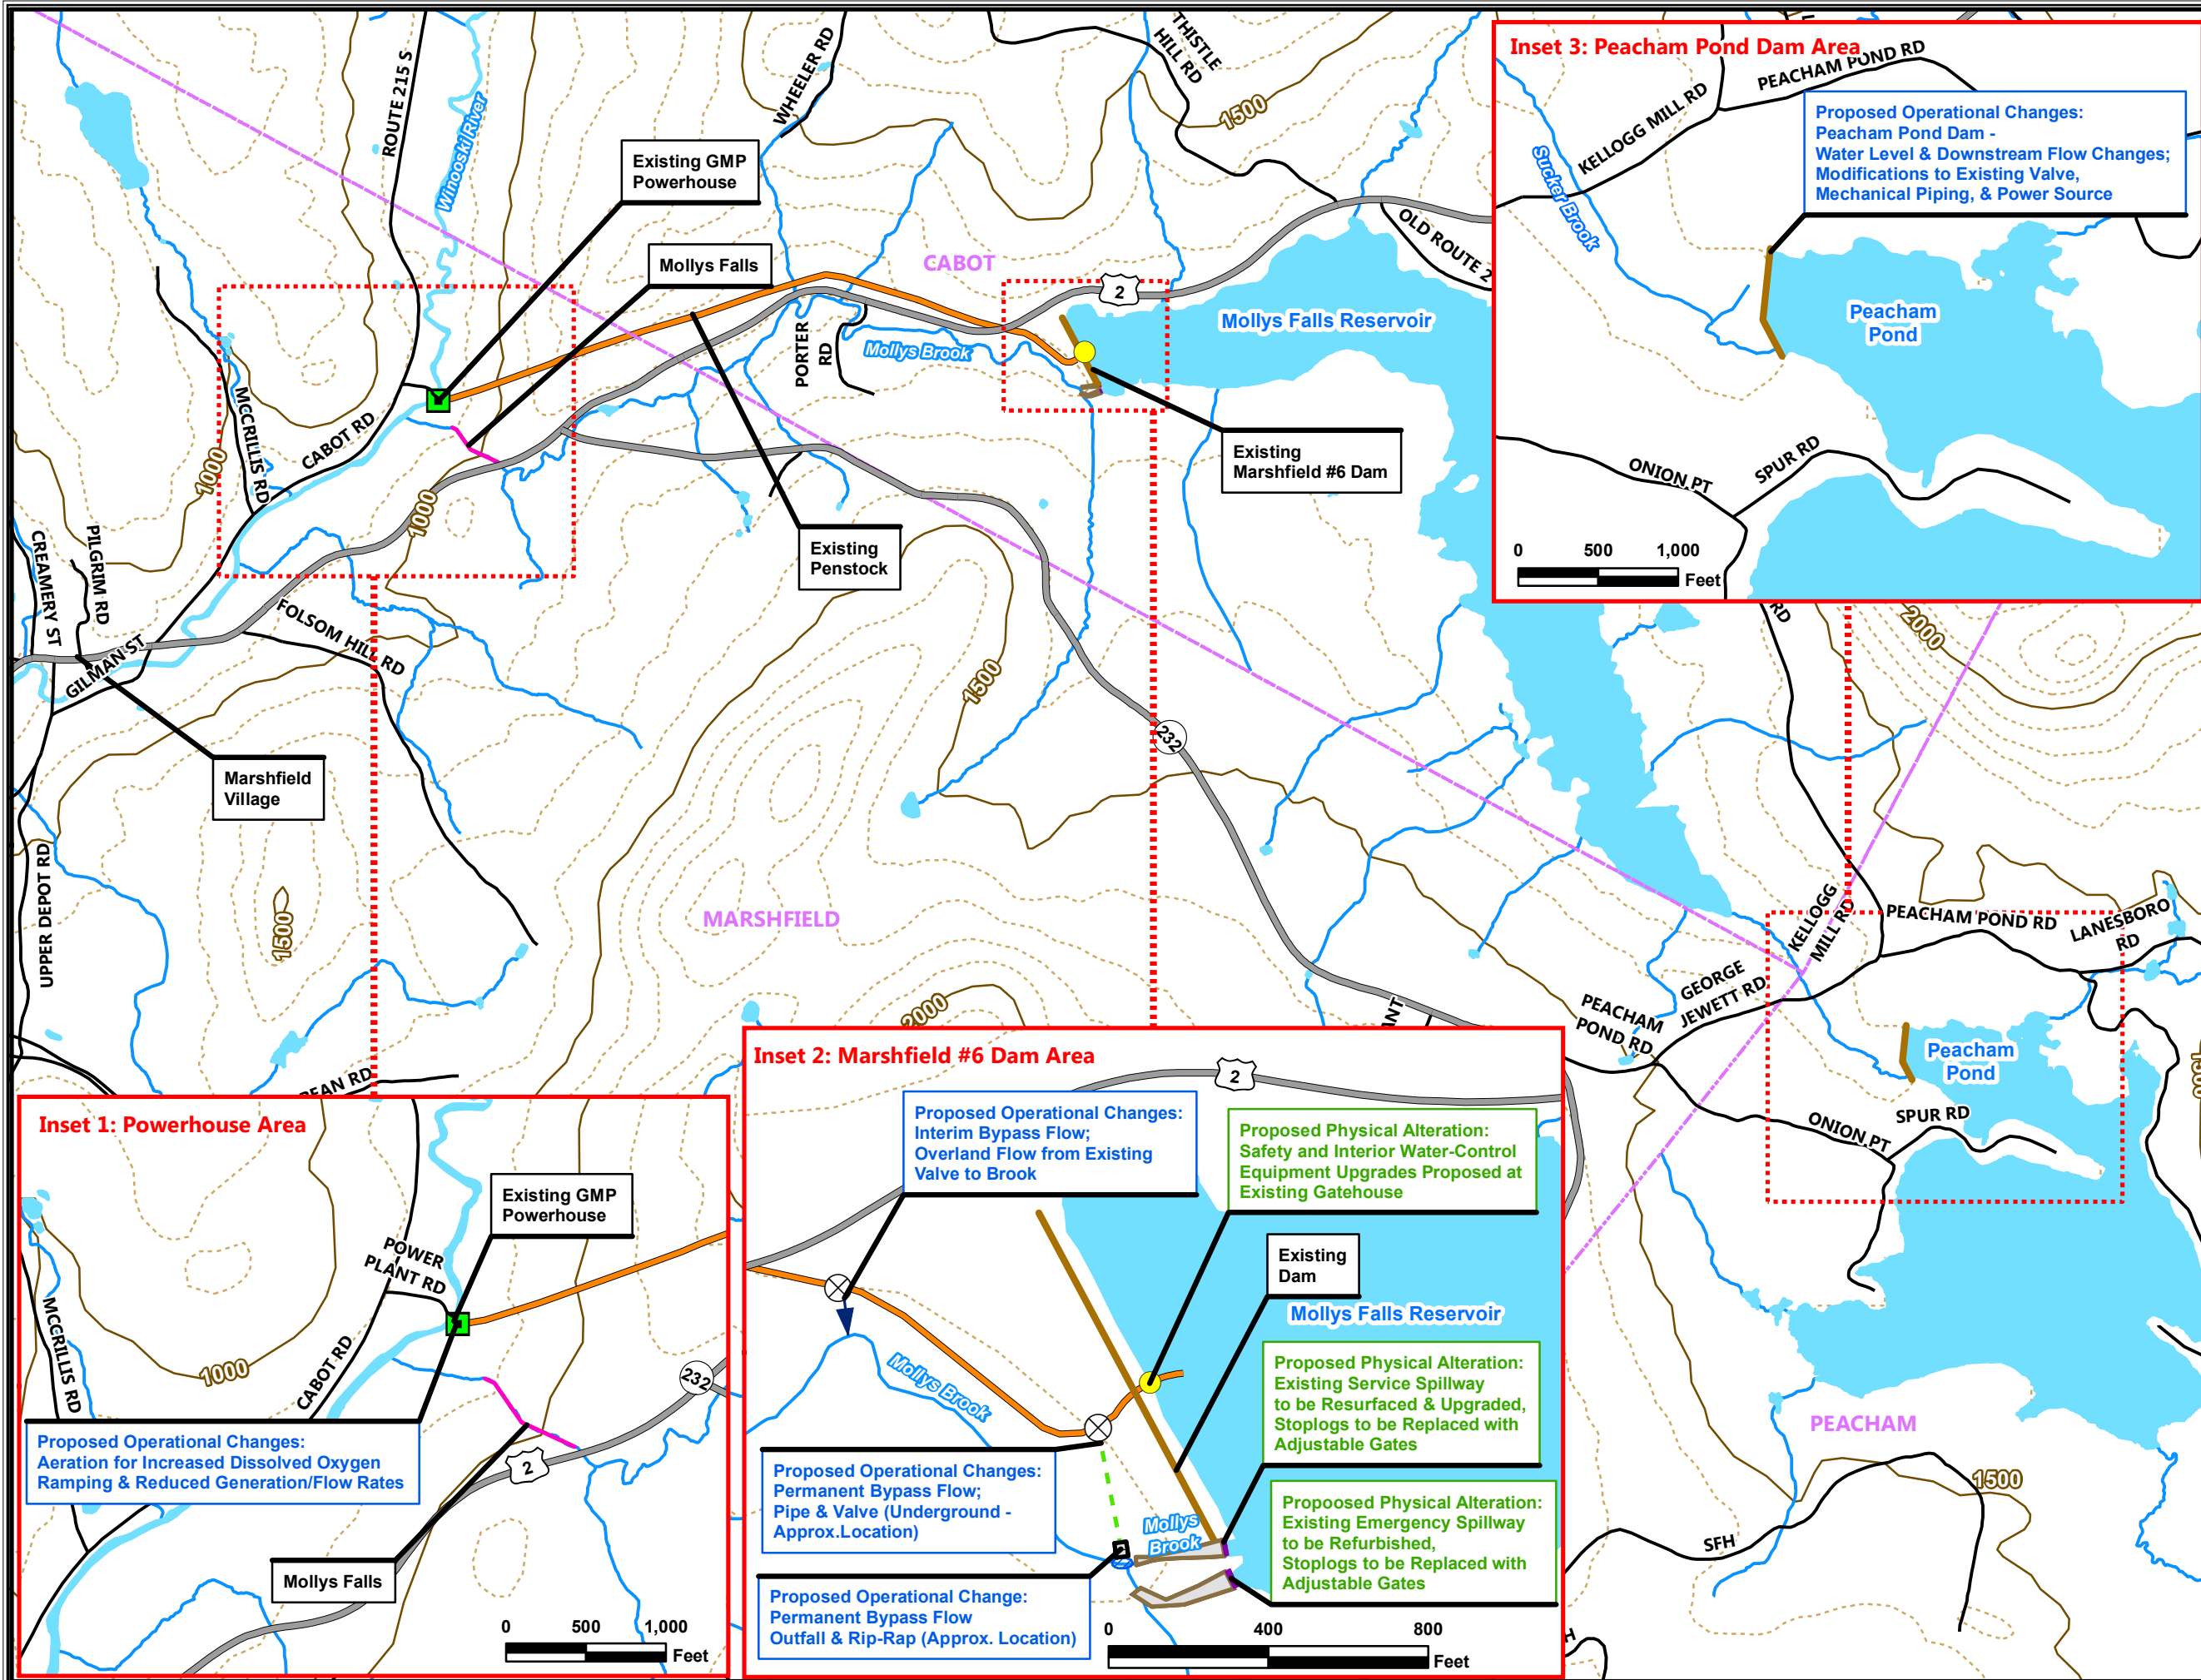 THISTLE
HILL RD
WHEELER RD
ROUTE 215 S
Winooski River
1500
Existing GMP
Powerhouse
Mollys Falls
CABOT
2
OLD ROUTE 2
Mollys Falls Reservoir
PORTER
RD
Mollys Brook
MCCRILLIS RD
CABOT RD
1000
1000
Existing
Marshfield #6 Dam
Existing
Penstock
CREAMERY ST
PILGRIM RD
GILMAN ST
FOLSOM HILL RD
1500
232
Marshfield
Village
UPPER DEPOT RD
1500
MARSHFIELD
2000
BEAN RD
ANT
RD
2000
KELLOGG
MILL RD
PEACHAM POND RD
LANESBORO
RD
GEORGE
JEWETT RD
PEACHAM
POND RD
Peacham
Pond
ONION PT
SPUR RD
1500
PEACHAM
1500
SFH
H
Inset 3: Peacham Pond Dam Area
PEACHAM POND RD
KELLOGG MILL RD
Sucker Brook
Proposed Operational Changes:
Peacham Pond Dam -
Water Level & Downstream Flow Changes;
Modifications to Existing Valve,
Mechanical Piping, & Power Source
Peacham
Pond
ONION PT
SPUR RD
0 500 1,000
Feet
Inset 1: Powerhouse Area
Existing GMP
Powerhouse
POWER
PLANT RD
MCCRILLIS RD
1000
CABOT RD
232
2
Proposed Operational Changes:
Aeration for Increased Dissolved Oxygen
Ramping & Reduced Generation/Flow Rates
Mollys Falls
0 500 1,000
Feet
Inset 2: Marshfield #6 Dam Area
2
Proposed Operational Changes:
Interim Bypass Flow;
Overland Flow from Existing
Valve to Brook
Proposed Physical Alteration:
Safety and Interior Water-Control
Equipment Upgrades Proposed at
Existing Gatehouse
Existing
Dam
Mollys Falls Reservoir
Mollys Brook
Proposed Physical Alteration:
Existing Service Spillway
to be Resurfaced & Upgraded,
Stoplogs to be Replaced with
Adjustable Gates
Proposed Operational Changes:
Permanent Bypass Flow;
Pipe & Valve (Underground -
Approx.Location)
Mollys
Brook
Propoosed Physical Alteration:
Existing Emergency Spillway
to be Refurbished,
Stoplogs to be Replaced with
Adjustable Gates
Proposed Operational Change:
Permanent Bypass Flow
Outfall & Rip-Rap (Approx. Location)
0 400 800
Feet